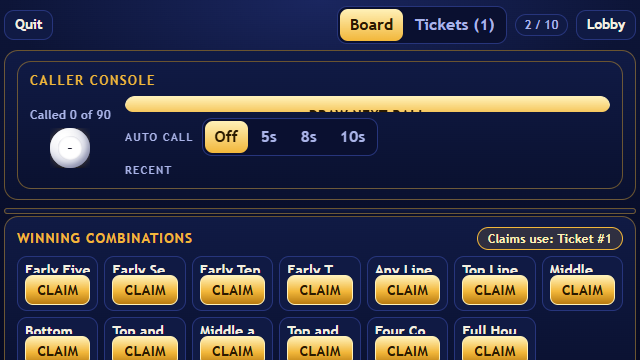 Quit
Board
Tickets (1)
2 / 10
Lobby
CALLER CONSOLE
Called 0 of 90
-
DRAW NEXT BALL
AUTO CALL
Off
5s
8s
10s
RECENT
WINNING COMBINATIONS
Claims use: Ticket #1
Early Five
Early Se
Early Ten
Early T
Any Line
Top Line
Middle
CLAIM
CLAIM
CLAIM
CLAIM
CLAIM
CLAIM
CLAIM
Bottom
Top and
Middle a
Top and
Four Co
Full Hou
CLAIM
CLAIM
CLAIM
CLAIM
CLAIM
CLAIM